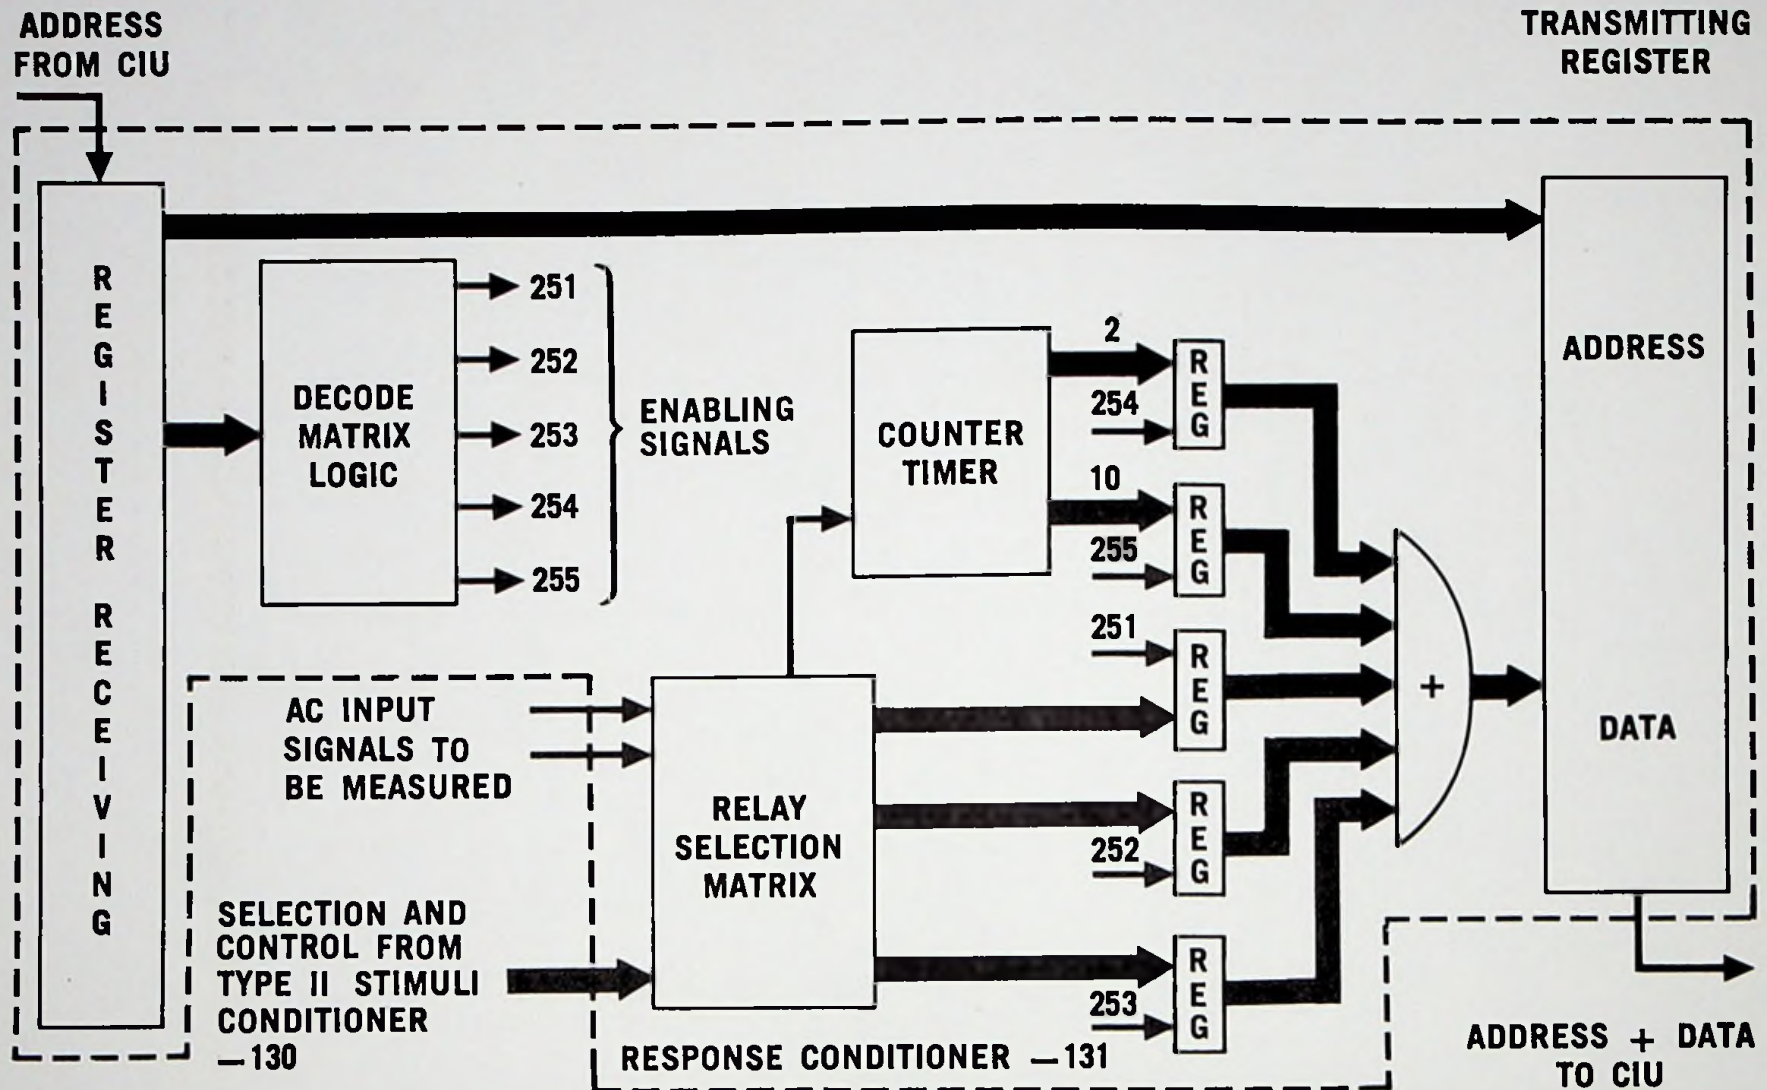 ADDRESS
FROM CIU
TRANSMITTING
REGISTER
REGISTER RECEIVING
DECODE
MATRIX
LOGIC
251
252
253
254
255
ENABLING
SIGNALS
COUNTER
TIMER
2
254
REG
10
255
REG
251
REG
252
REG
253
REG
+
ADDRESS
DATA
AC INPUT
SIGNALS TO
BE MEASURED
RELAY
SELECTION
MATRIX
SELECTION AND
CONTROL FROM
TYPE II STIMULI
CONDITIONER
—130
RESPONSE CONDITIONER —131
ADDRESS + DATA
TO CIU